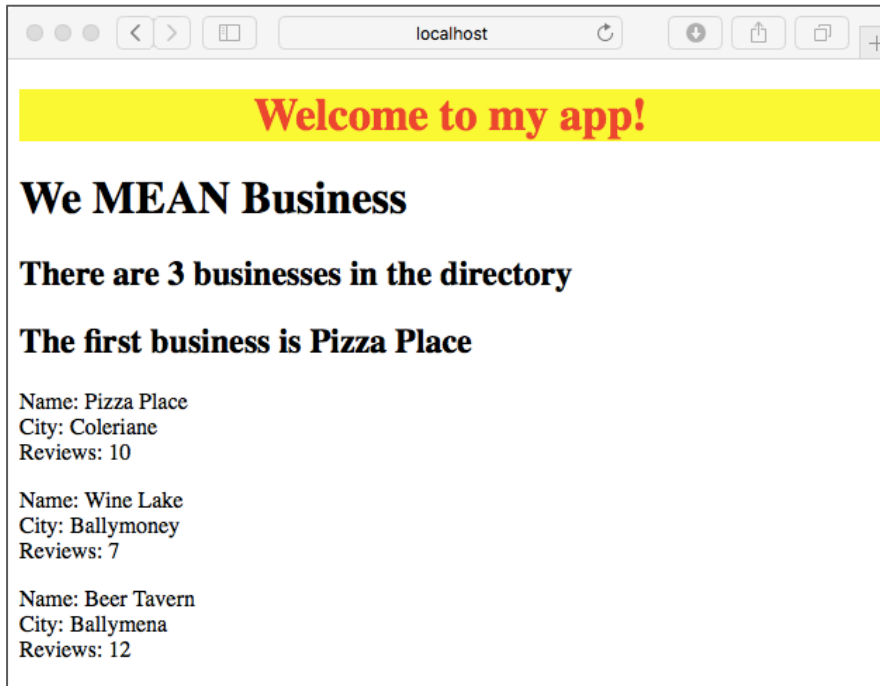 localhost
Welcome to my app!
We MEAN Business
There are 3 businesses in the directory
The first business is Pizza Place
Name: Pizza Place
City: Coleriane
Reviews: 10
Name: Wine Lake
City: Ballymoney
Reviews: 7
Name: Beer Tavern
City: Ballymena
Reviews: 12